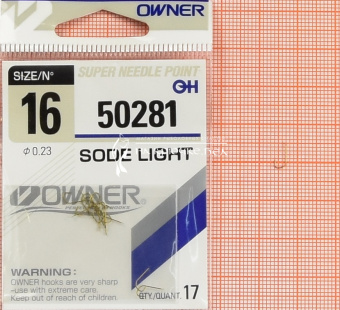 OWNER
SIZE/N°
SUPER NEEDLE POINT
16
50281
Φ0.23
SODE LIGHT
OWNER
WARNING:
OWNER hooks are very sharp
-use with extreme care.
Keep out of reach of children.
QTY/QUANT. 17